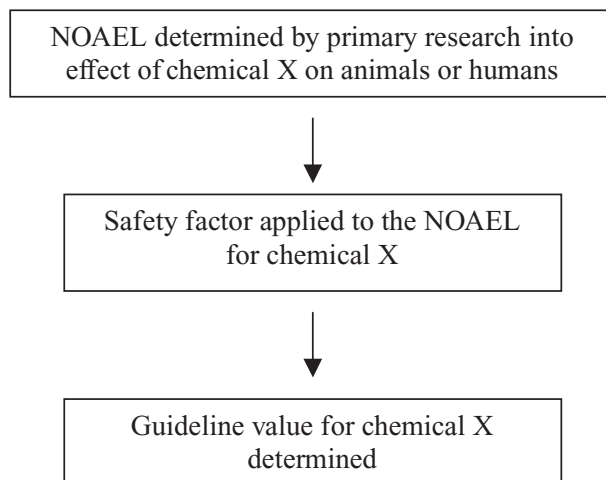 NOAEL determined by primary research into
effect of chemical X on animals or humans
Safety factor applied to the NOAEL
for chemical X
Guideline value for chemical X
determined